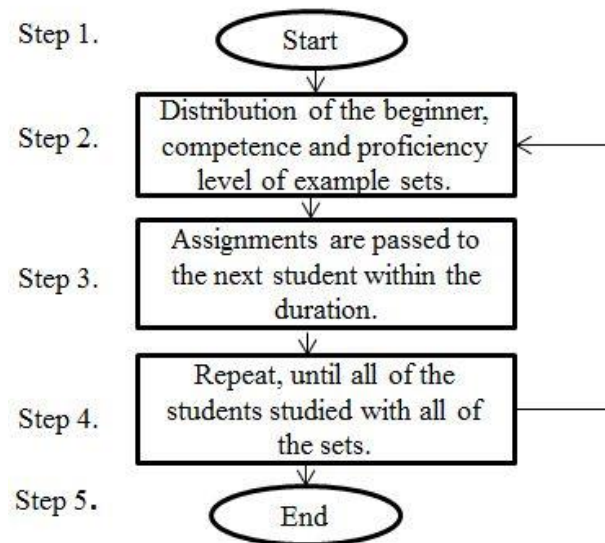 Step 1.
Start
Step 2.
Distribution of the beginner,
competence and proficiency
level of example sets.
Step 3.
Assignments are passed to
the next student within the
duration.
Step 4.
Repeat, until all of the
students studied with all of
the sets.
Step 5.
End